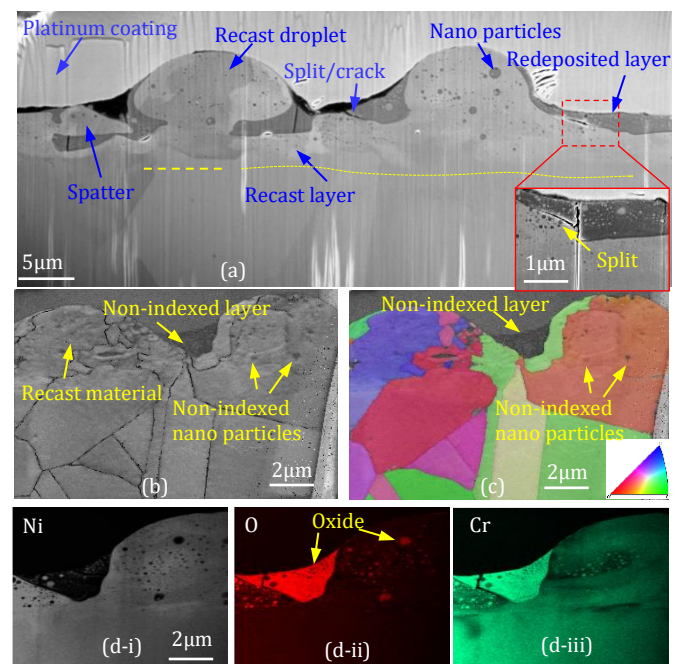 Platinum coating
Recast droplet
Nano particles
Split/crack
Redeposited layer
Spatter
Recast layer
5μm
(a)
1μm
Split
Non-indexed layer
Recast material
Non-indexed
nano particles
(b)
2μm
Non-indexed layer
Non-indexed
nano particles
(c)
2μm
Ni
(d-i)
2μm
O
Oxide
(d-ii)
Cr
(d-iii)